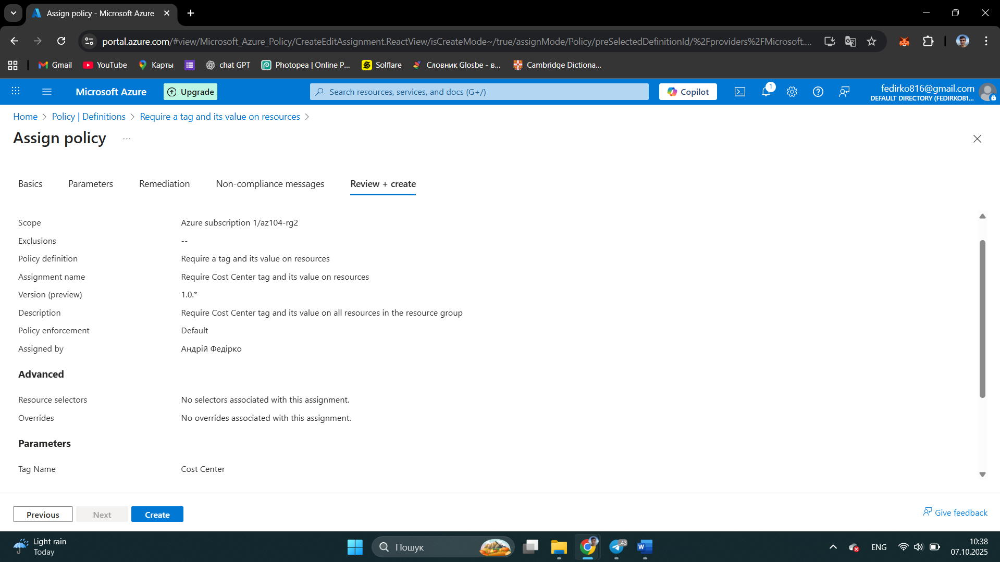 Assign policy - Microsoft Azure
portal.azure.com/#view/Microsoft_Azure_Policy/CreateEditAssignment.ReactView/isCreateMode~/true/assignMode/Policy/preSelectedDefinitionId/%2Fproviders%2FMicrosoft....
Gmail YouTube Карты chat GPT Photopea | Online P... Solflare Словник Glosbe - в... Cambridge Dictiona...
Microsoft Azure Upgrade Search resources, services, and docs (G+/) Copilot 1 fedirko816@gmail.com
DEFAULT DIRECTORY (FEDIRKO81...
Home > Policy | Definitions > Require a tag and its value on resources >
Assign policy ...
Basics Parameters Remediation Non-compliance messages Review + create
Scope Azure subscription 1/az104-rg2
Exclusions --
Policy definition Require a tag and its value on resources
Assignment name Require Cost Center tag and its value on resources
Version (preview) 1.0.*
Description Require Cost Center tag and its value on all resources in the resource group
Policy enforcement Default
Assigned by Андрій Федірко
Advanced
Resource selectors No selectors associated with this assignment.
Overrides No overrides associated with this assignment.
Parameters
Tag Name Cost Center
Previous Next Create Give feedback
Light rain
Today
Пошук
43
W
ENG
10:38
07.10.2025